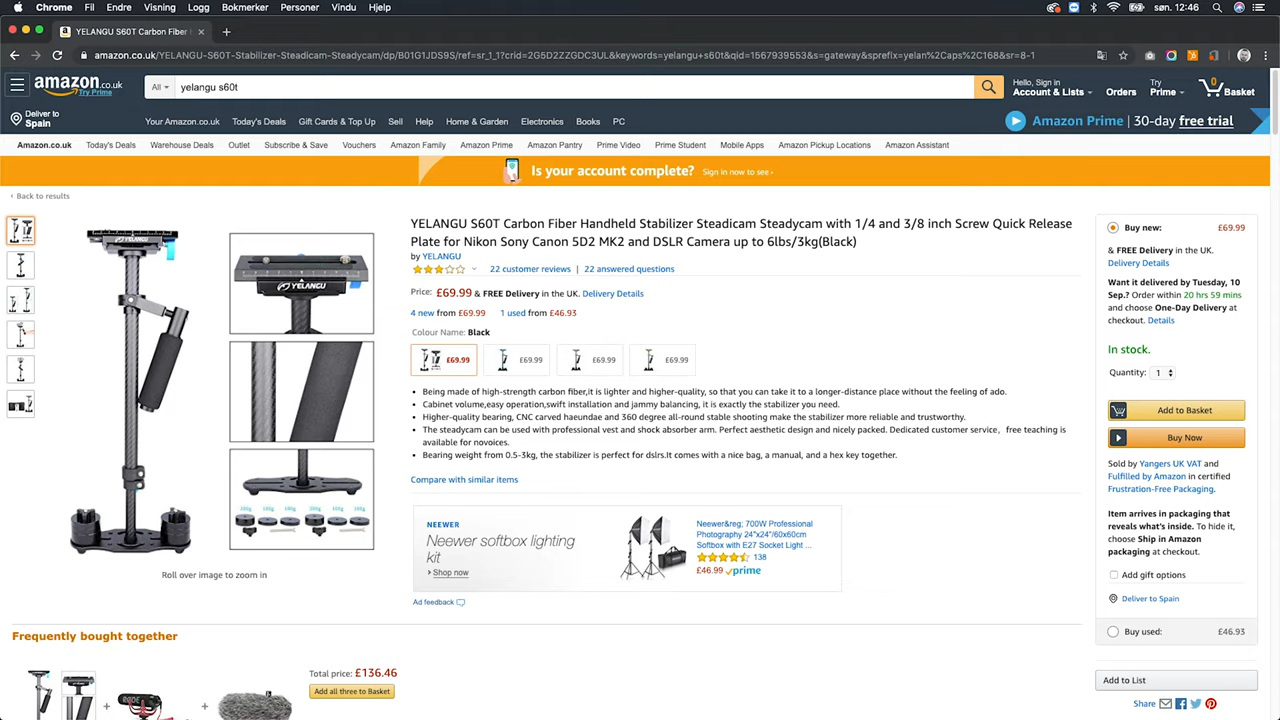 Chrome Fil Endre Visning Logg Bokmerker Personer Vindu Hjelp søn. 12:46
YELANGU S60T Carbon Fiber H
amazon.co.uk/YELANGU-S60T-Stabilizer-Steadicam-Steadycam/dp/B01G1JDS9S/ref=sr_1_1?crid=2G5D2ZZGDC3UL&keywords=yelangu+s60t&qid=1567939553&s=gateway&sprefix=yelan%2Caps%2C168&sr=8-1
amazon.co.uk
Try Prime
All
yelangu s60t
Hello, Sign in
Account & Lists
Orders
Try
Prime
0
Basket
Deliver to
Spain
Your Amazon.co.uk Today's Deals Gift Cards & Top Up Sell Help Home & Garden Electronics Books PC
Amazon Prime | 30-day free trial
Amazon.co.uk Today's Deals Warehouse Deals Outlet Subscribe & Save Vouchers Amazon Family Amazon Prime Amazon Pantry Prime Video Prime Student Mobile Apps Amazon Pickup Locations Amazon Assistant
Is your account complete? Sign in now to see ›
‹ Back to results
YELANGU
YELANGU
200g 100g 100g 200g 100g 100g
Roll over image to zoom in
YELANGU S60T Carbon Fiber Handheld Stabilizer Steadicam Steadycam with 1/4 and 3/8 inch Screw Quick Release
Plate for Nikon Sony Canon 5D2 MK2 and DSLR Camera up to 6lbs/3kg(Black)
by YELANGU
22 customer reviews | 22 answered questions
Price: £69.99 & FREE Delivery in the UK. Delivery Details
4 new from £69.99 1 used from £46.93
Colour Name: Black
£69.99 £69.99 £69.99 £69.99
• Being made of high-strength carbon fiber,it is lighter and higher-quality, so that you can take it to a longer-distance place without the feeling of ado.
• Cabinet volume,easy operation,swift installation and jammy balancing, it is exactly the stabilizer you need.
• Higher-quality bearing, CNC carved haeundae and 360 degree all-round stable shooting make the stabilizer more reliable and trustworthy.
• The steadycam can be used with professional vest and shock absorber arm. Perfect aesthetic design and nicely packed. Dedicated customer service，free teaching is
available for novoices.
• Bearing weight from 0.5-3kg, the stabilizer is perfect for dslrs.It comes with a nice bag, a manual, and a hex key together.
Compare with similar items
NEEWER
Neewer softbox lighting
kit
Shop now
Neewer&reg; 700W Professional
Photography 24"x24"/60x60cm
Softbox with E27 Socket Light ...
138
£46.99 prime
Ad feedback
Buy new: £69.99
& FREE Delivery in the UK.
Delivery Details
Want it delivered by Tuesday, 10
Sep.? Order within 20 hrs 59 mins
and choose One-Day Delivery at
checkout. Details
In stock.
Quantity: 1
Add to Basket
Buy Now
Sold by Yangers UK VAT and
Fulfilled by Amazon in certified
Frustration-Free Packaging.
Item arrives in packaging that
reveals what's inside. To hide it,
choose Ship in Amazon
packaging at checkout.
Add gift options
Deliver to Spain
Buy used: £46.93
Add to List
Share
Frequently bought together
Total price: £136.46
Add all three to Basket
RØDE